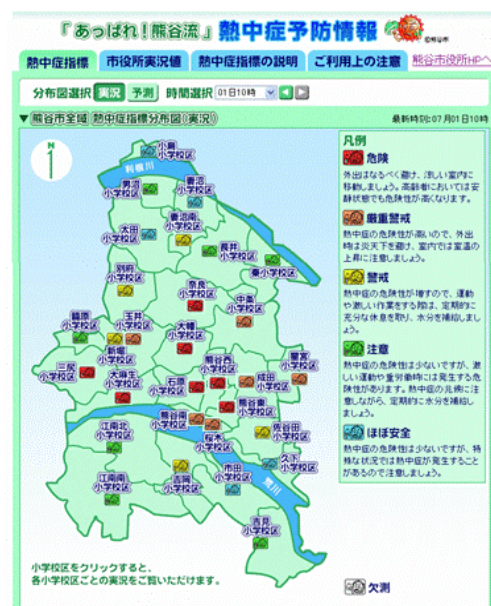 『あっぱれ!熊谷流』熱中症予防情報
©熊谷市
熱中症指標
市役所実況値
熱中症指標の説明
ご利用上の注意
熊谷市役所HPへ
分布図選択
実況
予測
時間選択
01日10時
▼熊谷市全域 熱中症指標分布図(実況)
最新時刻:07月01日10時
N
利根川
小島
小学校区
男沼
小学校区
妻沼
小学校区
太田
小学校区
妻沼南
小学校区
長井
小学校区
秦小学校区
別府
小学校区
奈良
小学校区
中条
小学校区
籠原
小学校区
玉井
小学校区
大幡
小学校区
新堀
小学校区
熊谷西
小学校区
星宮
小学校区
三尻
小学校区
大麻生
小学校区
石原
小学校区
成田
小学校区
熊谷東
小学校区
熊谷南
小学校区
佐谷田
小学校区
江南北
小学校区
桜木
小学校区
久下
小学校区
市田
小学校区
吉岡
小学校区
荒川
江南南
小学校区
吉見
小学校区
小学校区をクリックすると、
各小学校区ごとの実況をご覧いただけます。
凡例
危険
外出はなるべく避け、涼しい室内に
移動しましょう。高齢者においては安
静状態でも危険性が高くなります。
厳重警戒
熱中症の危険性が高いので、外出
時は炎天下を避け、室内では室温の
上昇に注意しましょう。
警戒
熱中症の危険性が増すので、運動
や激しい作業をする際は、定期的に
充分な休息を取り、水分を補給しまし
ょう。
注意
熱中症の危険性は少ないですが、激
しい運動や重労働時には発生する危
険性があります。熱中症の兆候に注
意しながら、定期的に水分を補給し
ましょう。
ほぼ安全
熱中症の危険性は少ないですが、特
殊な状況では熱中症が発生すること
があるので注意しましょう。
欠測